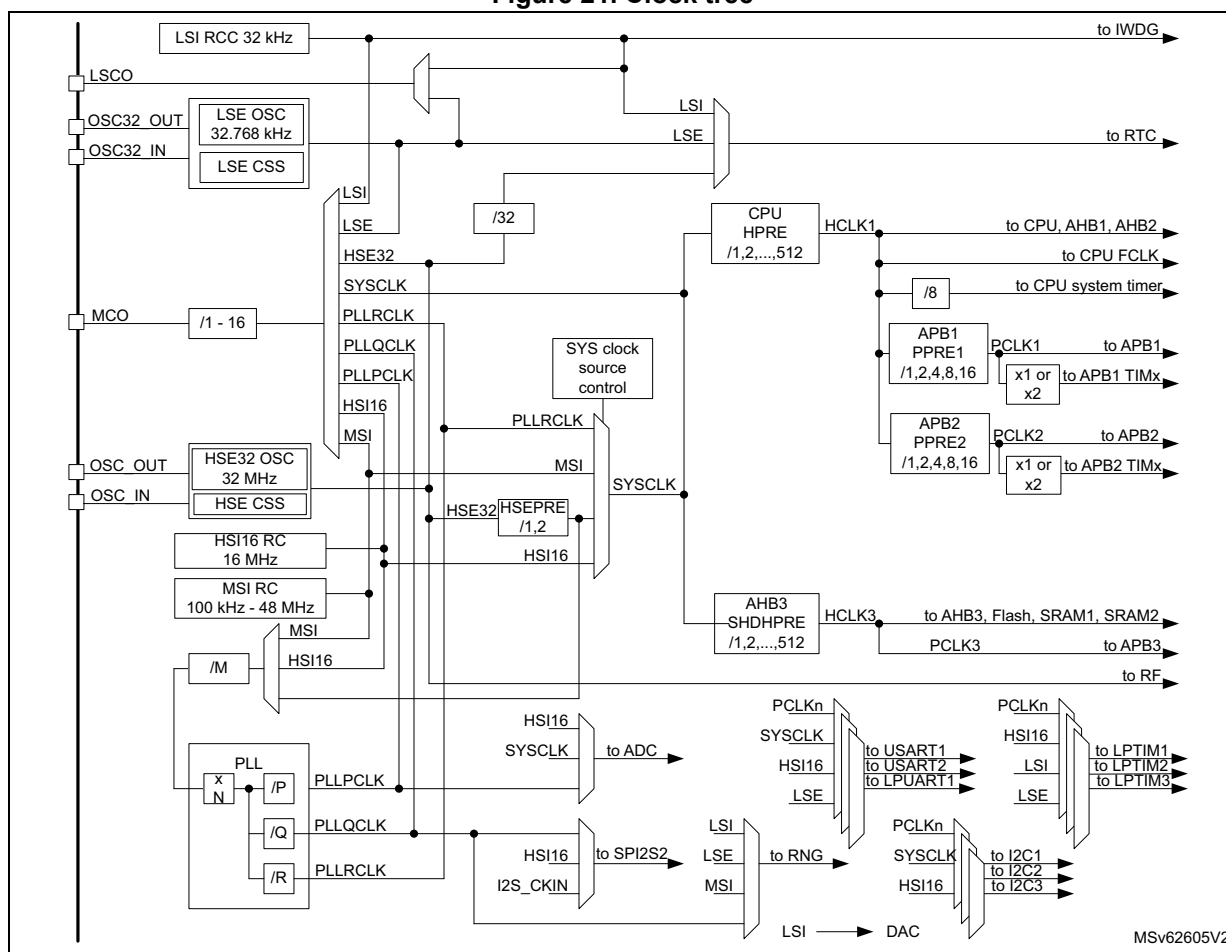 LSI RCC 32 kHz
to IWDG
LSCO
OSC32_OUT
LSE OSC
32.768 kHz
OSC32_IN
LSE CSS
LSI
LSE
to RTC
LSI
LSE
/32
HSE32
SYSCLK
CPU
HPRE
/1,2,...,512
HCLK1
to CPU, AHB1, AHB2
to CPU FCLK
/8
to CPU system timer
MCO
/1 - 16
PLLRCLK
PLLQCLK
PLLPCLK
HSI16
MSI
SYS clock
source
control
APB1
PPRE1
/1,2,4,8,16
PCLK1
to APB1
x1 or
x2
to APB1 TIMx
APB2
PPRE2
/1,2,4,8,16
PCLK2
to APB2
x1 or
x2
to APB2 TIMx
PLLRCLK
MSI
SYSCLK
OSC_OUT
HSE32 OSC
32 MHz
OSC_IN
HSE CSS
HSE32
HSEPRE
/1,2
HSI16
HSI16 RC
16 MHz
MSI RC
100 kHz - 48 MHz
AHB3
SHDHPRE
/1,2,...,512
HCLK3
to AHB3, Flash, SRAM1, SRAM2
PCLK3
to APB3
to RF
MSI
HSI16
/M
PLL
x
N
/P
/Q
/R
PLLPCLK
PLLQCLK
PLLRCLK
HSI16
SYSCLK
to ADC
HSI16
I2S_CKIN
to SPI2S2
LSI
LSE
MSI
to RNG
PCLKn
SYSCLK
HSI16
LSE
to USART1
to USART2
to LPUART1
PCLKn
HSI16
LSI
LSE
to LPTIM1
to LPTIM2
to LPTIM3
PCLKn
SYSCLK
HSI16
to I2C1
to I2C2
to I2C3
LSI
DAC
MSv62605V2